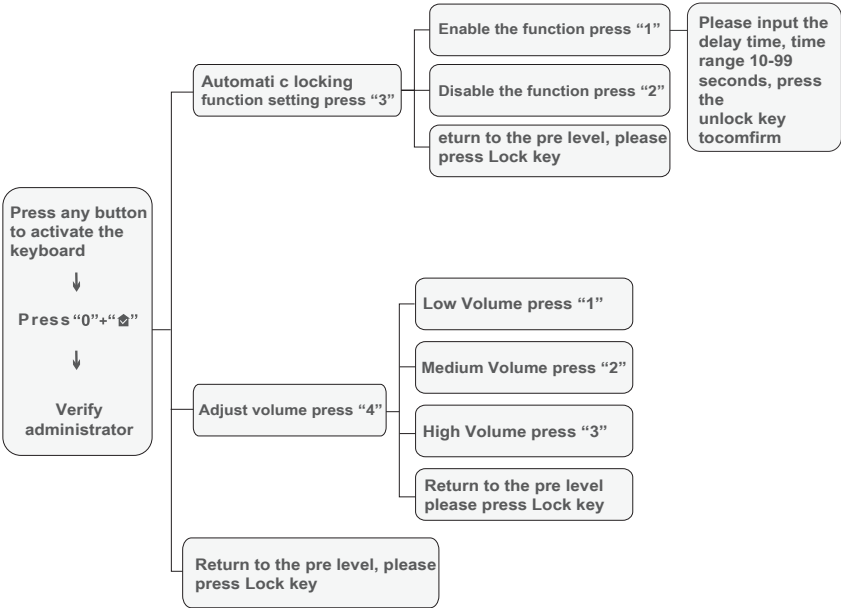 Press any button
to activate the
keyboard
Press “0”+“”
Verify
administrator
Automati c locking
function setting press “3”
Enable the function press “1”
Please input the
delay time, time
range 10-99
seconds, press
the
unlock key
tocomfirm
Disable the function press “2”
eturn to the pre level, please
press Lock key
Adjust volume press “4”
Low Volume press “1”
Medium Volume press “2”
High Volume press “3”
Return to the pre level
please press Lock key
Return to the pre level, please
press Lock key